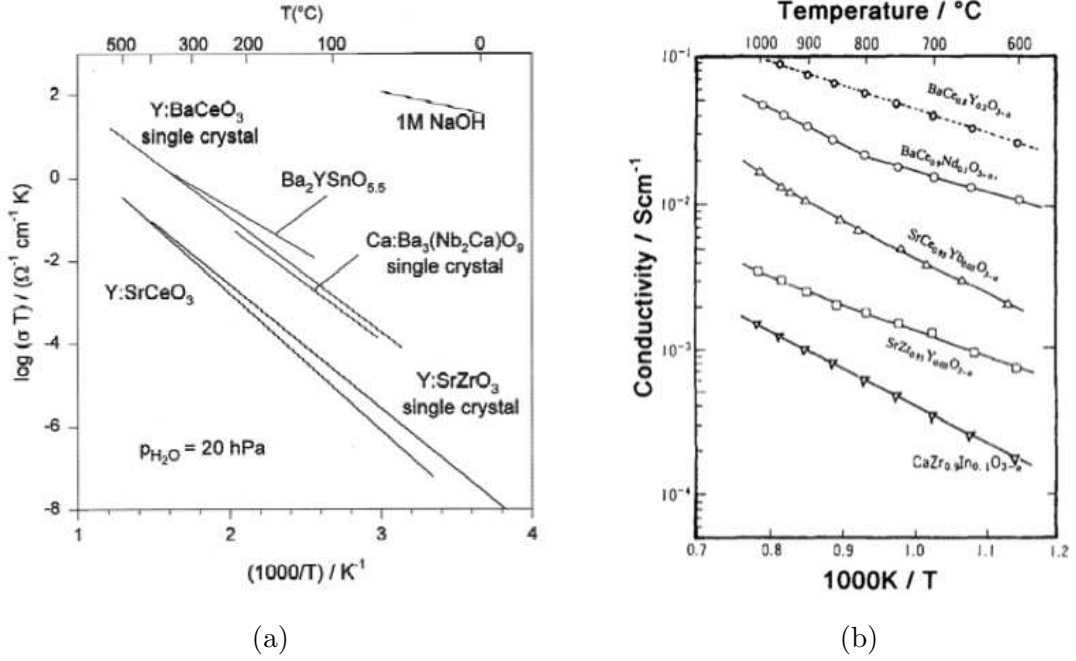 T(°C)
500 300 200 100 0
2
0
-2
-4
-6
-8
log (σ T) / (Ω⁻¹ cm⁻¹ K)
Y:BaCeO₃
single crystal
1M NaOH
Ba₂YSnO₅.₅
Ca:Ba₃(Nb₂Ca)O₉
single crystal
Y:SrCeO₃
Y:SrZrO₃
single crystal
p_H₂O = 20 hPa
1 2 3 4
(1000/T) / K⁻¹
(a)
Temperature / °C
1000 900 800 700 600
10⁻¹
10⁻²
10⁻³
10⁻⁴
Conductivity / Scm⁻¹
BaCe₀.₈Y₀.₂O₃₋α
BaCe₀.₉Nd₀.₁O₃₋α
SrCe₀.₉₅Yb₀.₀₅O₃₋α
SrZr₀.₉₅Y₀.₀₅O₃₋α
CaZr₀.₉In₀.₁O₃₋α
0.7 0.8 0.9 1.0 1.1 1.2
1000K / T
(b)